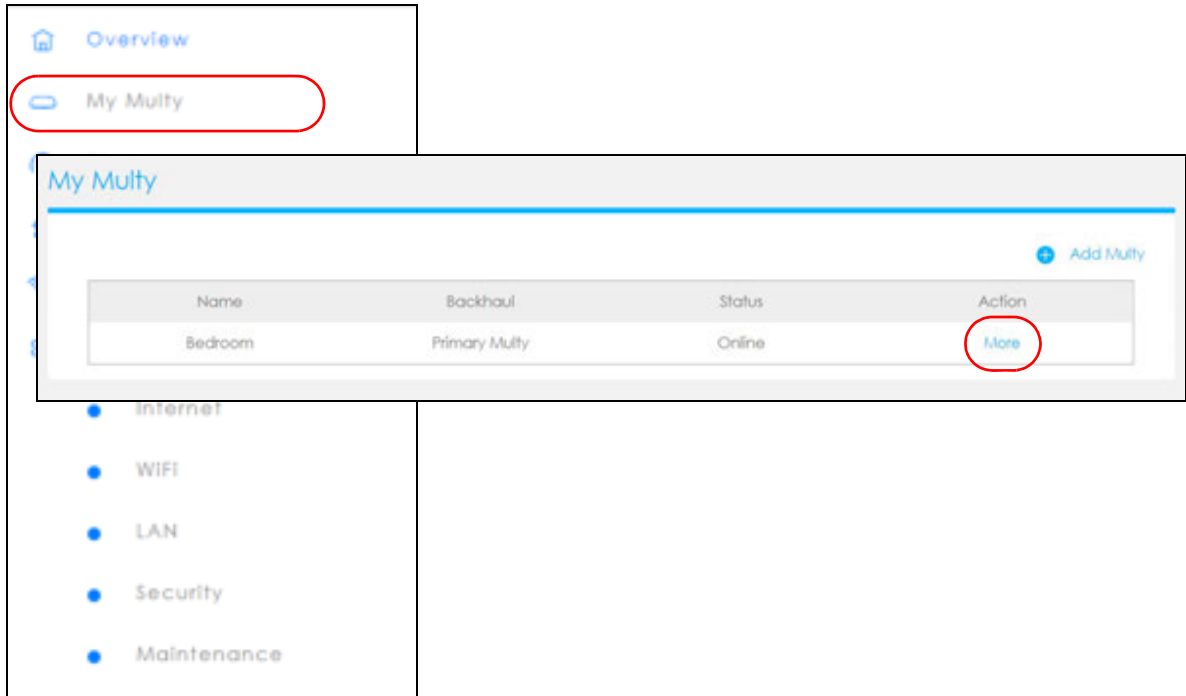 Overview
My Multy
My Multy
Add Multy
Name Backhaul Status Action
Bedroom Primary Multy Online More
Internet
WiFi
LAN
Security
Maintenance